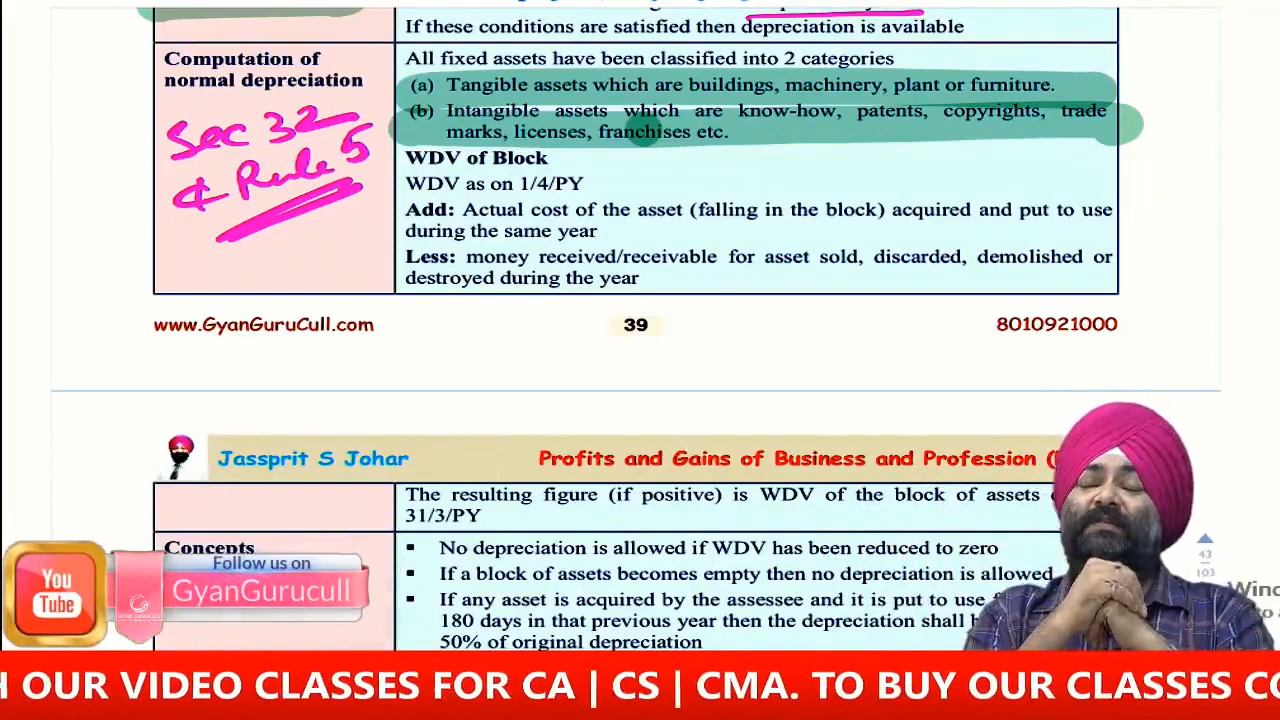 If these conditions are satisfied then depreciation is available
Computation of
normal depreciation
Sec 32
& Rule 5
All fixed assets have been classified into 2 categories
(a) Tangible assets which are buildings, machinery, plant or furniture.
(b) Intangible assets which are know-how, patents, copyrights, trade
marks, licenses, franchises etc.
WDV of Block
WDV as on 1/4/PY
Add: Actual cost of the asset (falling in the block) acquired and put to use
during the same year
Less: money received/receivable for asset sold, discarded, demolished or
destroyed during the year
www.GyanGuruCull.com
39
8010921000
Jassprit S Johar
Profits and Gains of Business and Profession (
The resulting figure (if positive) is WDV of the block of assets
31/3/PY
Concepts
▪ No depreciation is allowed if WDV has been reduced to zero
▪ If a block of assets becomes empty then no depreciation is allowed
▪ If any asset is acquired by the assessee and it is put to use
180 days in that previous year then the depreciation shall
50% of original depreciation
You
Tube
Follow us on
GyanGurucull
43
103
Wind
H OUR VIDEO CLASSES FOR CA | CS | CMA. TO BUY OUR CLASSES CO